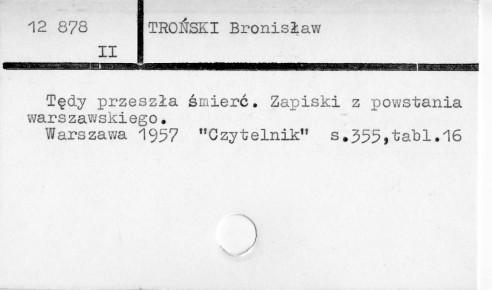 12 878
II
TROŃSKI Bronisław
Tędy przeszła śmierć. Zapiski z powstania
warszawskiego.
Warszawa 1957 "Czytelnik" s.355,tabl.16